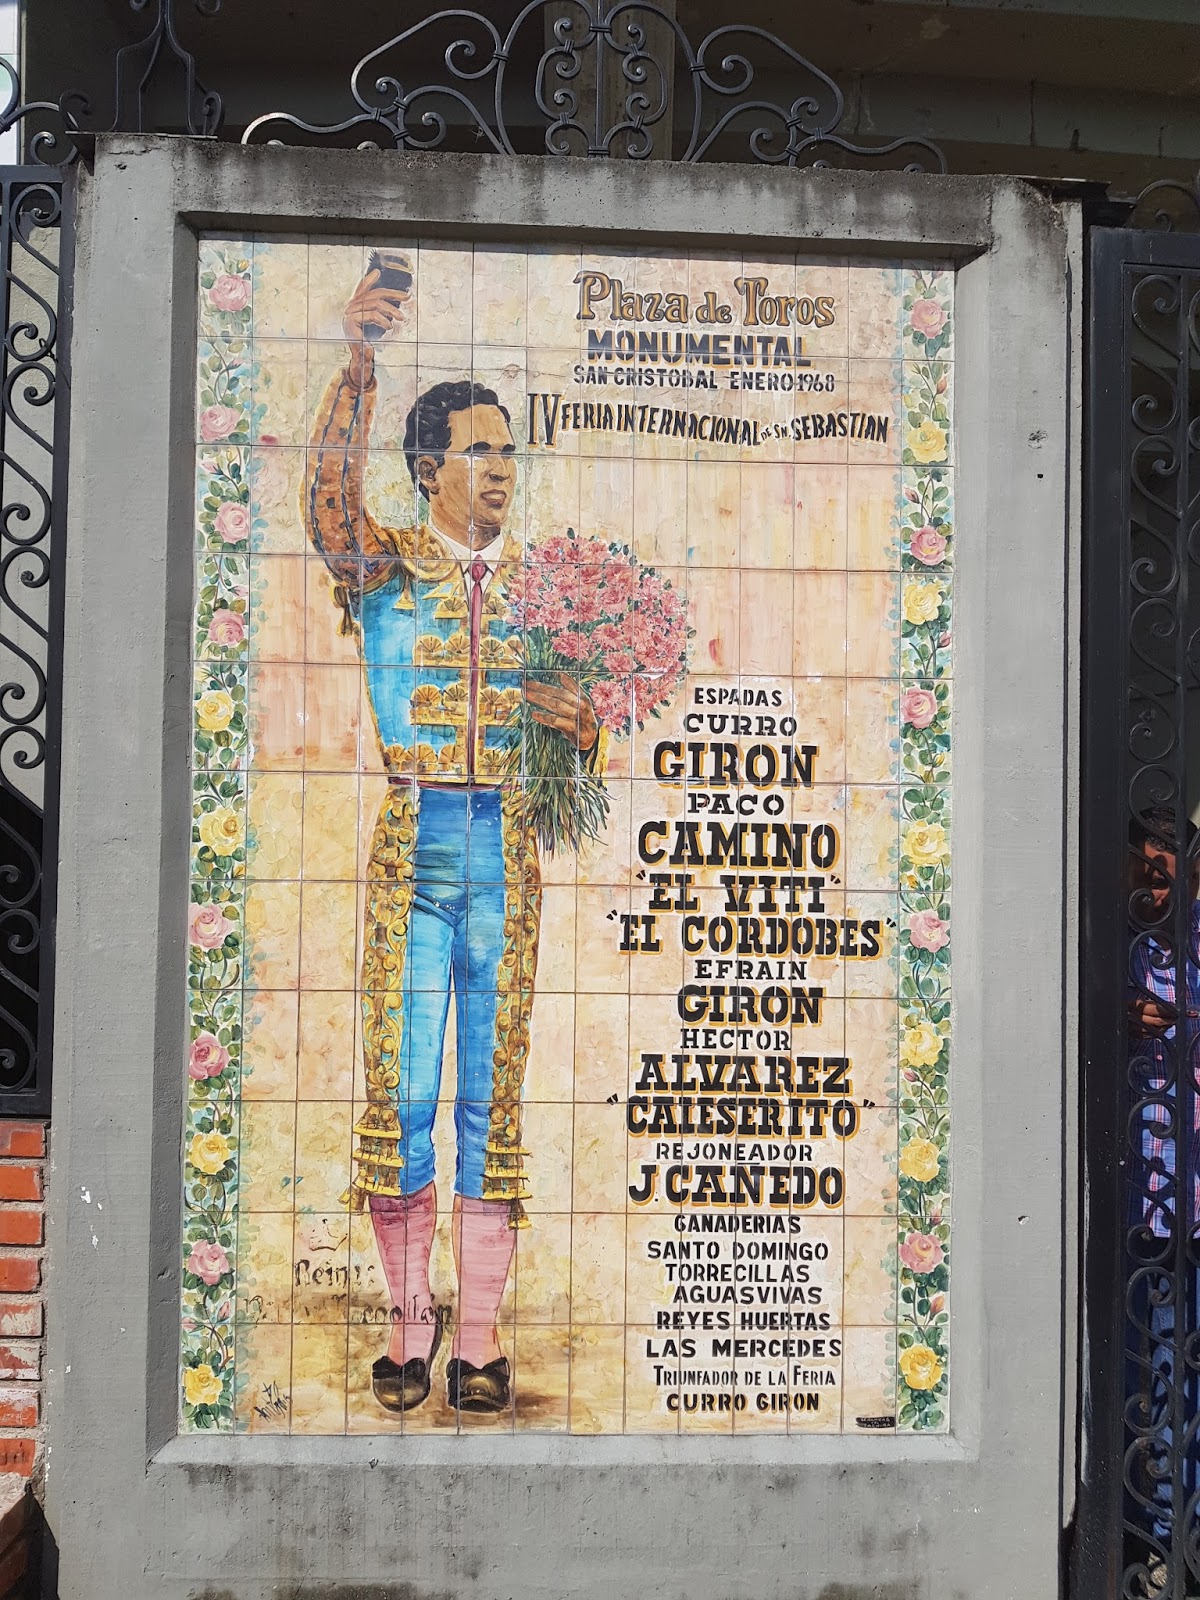 Plaza de Toros
MONUMENTAL
SAN CRISTOBAL ENERO 1968
IV FERIA INTERNACIONAL DE SN. SEBASTIAN
ESPADAS
CURRO
GIRON
PACO
CAMINO
"EL VITI"
"EL CORDOBES"
EFRAIN
GIRON
HECTOR
ALVAREZ
"CALESERITO"
REJONEADOR
J. CAÑEDO
GANADERIAS
SANTO DOMINGO
TORRECILLAS
AGUASVIVAS
REYES HUERTAS
LAS MERCEDES
TRIUNFADOR DE LA FERIA
CURRO GIRON